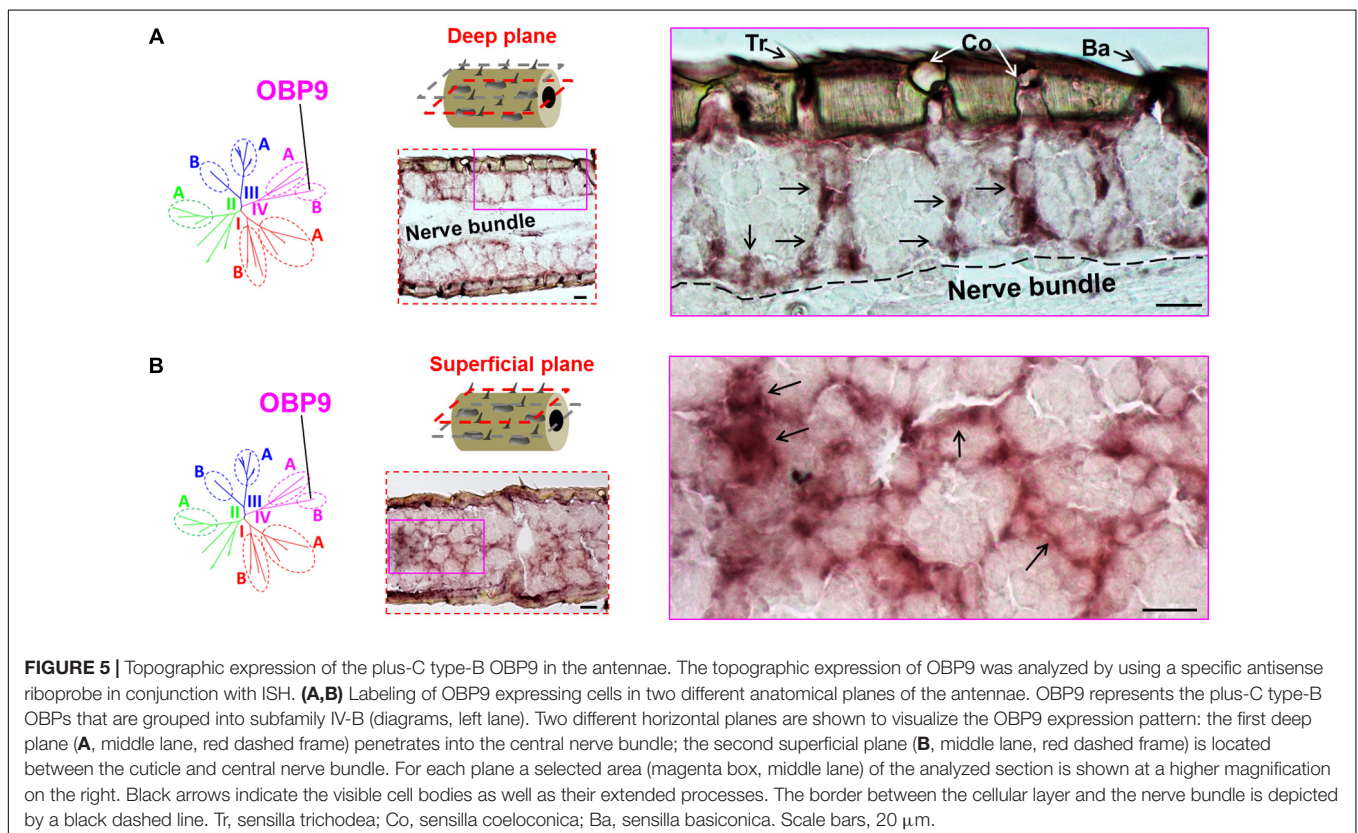 A
Deep plane
OBP9
A
B
A
A
II
III
IV
B
I
A
B
Nerve bundle
Tr
Co
Ba
Nerve bundle
B
Superficial plane
OBP9
A
B
A
A
II
III
IV
B
I
A
B
FIGURE 5 | Topographic expression of the plus-C type-B OBP9 in the antennae. The topographic expression of OBP9 was analyzed by using a specific antisense
riboprobe in conjunction with ISH. (A,B) Labeling of OBP9 expressing cells in two different anatomical planes of the antennae. OBP9 represents the plus-C type-B
OBPs that are grouped into subfamily IV-B (diagrams, left lane). Two different horizontal planes are shown to visualize the OBP9 expression pattern: the first deep
plane (A, middle lane, red dashed frame) penetrates into the central nerve bundle; the second superficial plane (B, middle lane, red dashed frame) is located
between the cuticle and central nerve bundle. For each plane a selected area (magenta box, middle lane) of the analyzed section is shown at a higher magnification
on the right. Black arrows indicate the visible cell bodies as well as their extended processes. The border between the cellular layer and the nerve bundle is depicted
by a black dashed line. Tr, sensilla trichodea; Co, sensilla coeloconica; Ba, sensilla basiconica. Scale bars, 20 μm.